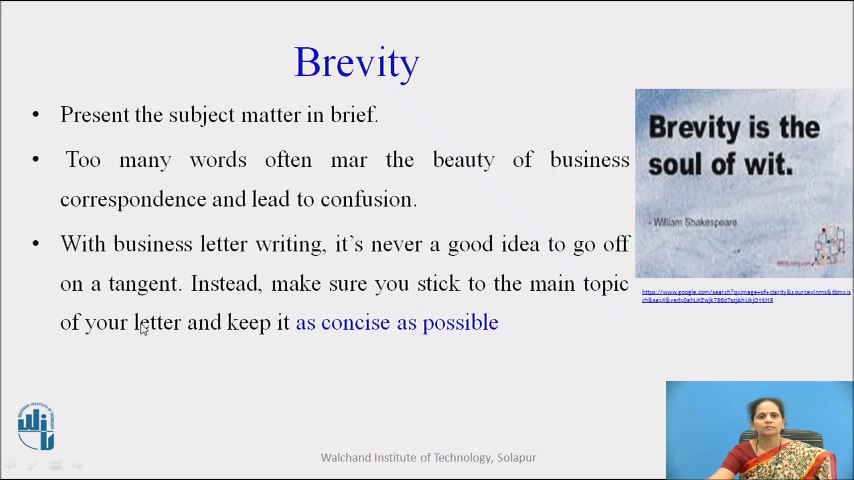 Brevity
• Present the subject matter in brief.
• Too many words often mar the beauty of business
correspondence and lead to confusion.
• With business letter writing, it’s never a good idea to go off
on a tangent. Instead, make sure you stick to the main topic
of your letter and keep it as concise as possible
Brevity is the
soul of wit.
- William Shakespeare
Walchand Institute of Technology, Solapur